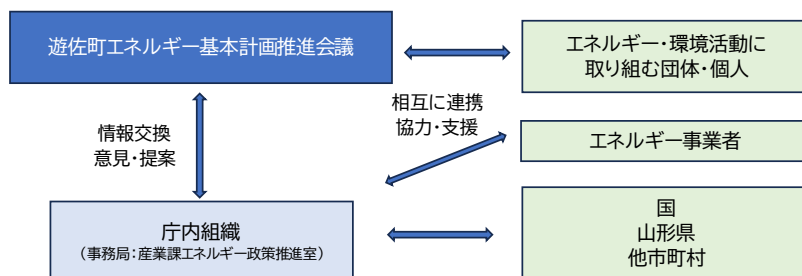 遊佐町エネルギー基本計画推進会議
エネルギー・環境活動に
取り組む団体・個人
相互に連携
協力・支援
情報交換
意見・提案
エネルギー事業者
庁内組織
(事務局:産業課エネルギー政策推進室)
国
山形県
他市町村